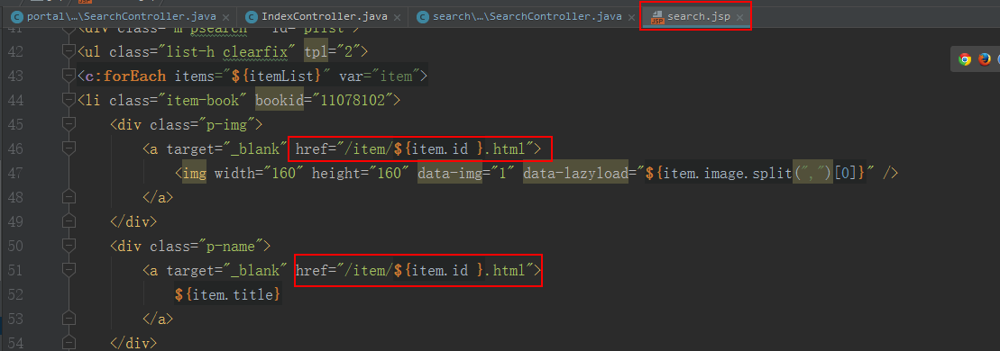 portal\…\SearchController.java × IndexController.java × search\…\SearchController.java × JSP search.jsp ×
41 <div class="m psearch " id="plist">
42 <ul class="list-h clearfix" tpl="2">
43 <c:forEach items="${itemList}" var="item">
44 <li class="item-book" bookid="11078102">
45 <div class="p-img">
46 <a target="_blank" href="/item/${item.id }.html">
47 <img width="160" height="160" data-img="1" data-lazyload="${item.image.split(",")[0]}" />
48 </a>
49 </div>
50 <div class="p-name">
51 <a target="_blank" href="/item/${item.id }.html">
52 ${item.title}
53 </a>
54 </div>